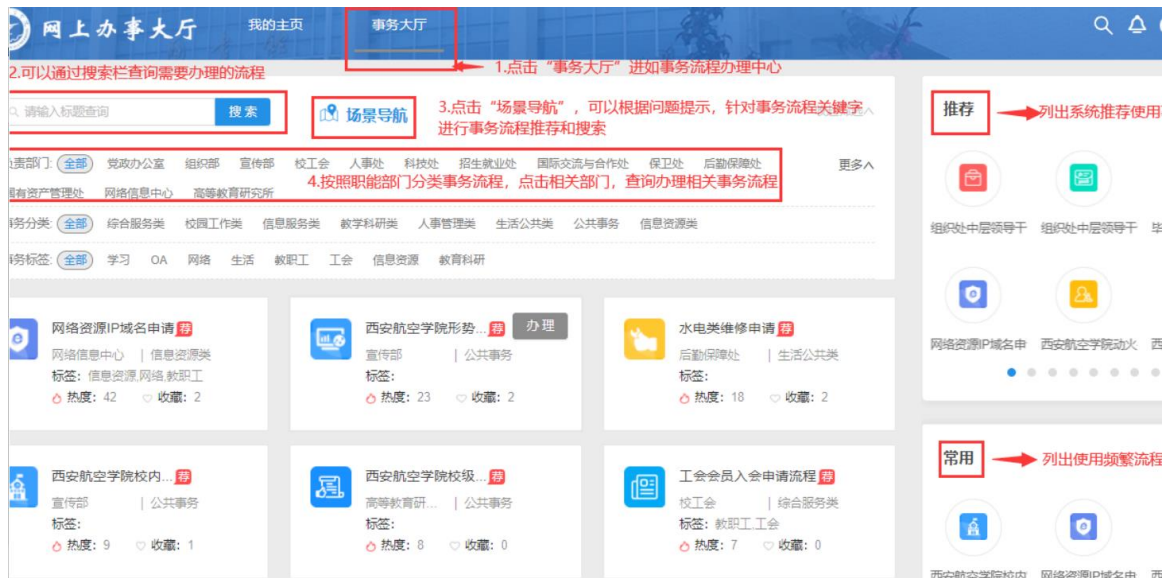 网上办事大厅
我的主页
事务大厅
1.点击“事务大厅”进如事务流程办理中心
2.可以通过搜索栏查询需要办理的流程
请输入标题查询
搜索
场景导航
3.点击“场景导航”，可以根据问题提示，针对事务流程关键字
进行事务流程推荐和搜索
责部门: 全部 党政办公室 组织部 宣传部 校工会 人事处 科技处 招生就业处 国际交流与合作处 保卫处 后勤保障处 更多
4.按照职能部门分类事务流程，点击相关部门，查询办理相关事务流程
有资产管理处 网络信息中心 高等教育研究所
务分类: 全部 综合服务类 校园工作类 信息服务类 教学科研类 人事管理类 生活公共类 公共事务 信息资源类
务标签: 全部 学习 OA 网络 生活 教职工 工会 信息资源 教育科研
网络资源IP域名申请 荐
网络信息中心 | 信息资源类
标签: 信息资源,网络,教职工
热度: 42 收藏: 2
西安航空学院形势... 荐 办理
宣传部 | 公共事务
标签:
热度: 23 收藏: 2
水电类维修申请 荐
后勤保障处 | 生活公共类
标签:
热度: 18 收藏: 2
西安航空学院校内... 荐
宣传部 | 公共事务
标签:
热度: 9 收藏: 1
西安航空学院校级... 荐
高等教育研... | 公共事务
标签:
热度: 8 收藏: 0
工会会员入会申请流程 荐
校工会 | 综合服务类
标签: 教职工,工会
热度: 7 收藏: 0
推荐
列出系统推荐使用
组织处中层领导干 组织处中层领导干 毕
网络资源IP域名申 西安航空学院动火 西
常用
列出使用频繁流程
西安航空学院校内 网络资源IP域名申 西